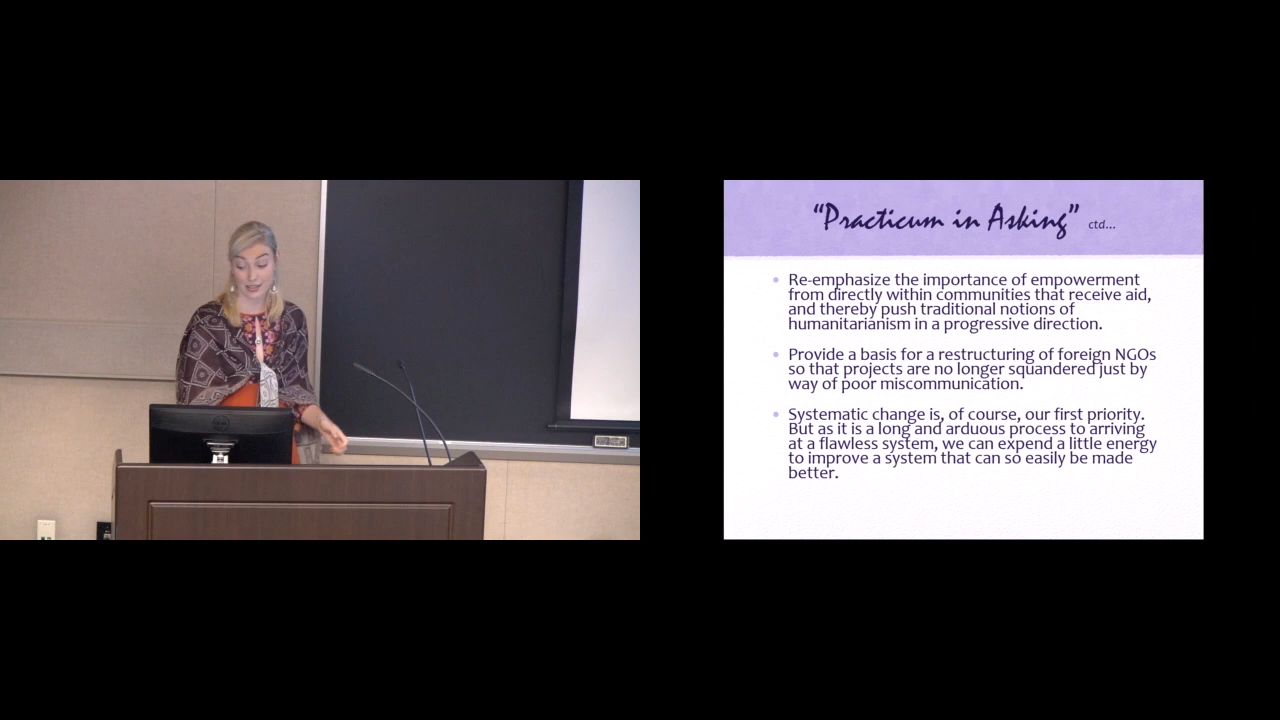 “Practicum in Asking” ctd...
• Re-emphasize the importance of empowerment
from directly within communities that receive aid,
and thereby push traditional notions of
humanitarianism in a progressive direction.
• Provide a basis for a restructuring of foreign NGOs
so that projects are no longer squandered just by
way of poor miscommunication.
• Systematic change is, of course, our first priority.
But as it is a long and arduous process to arriving
at a flawless system, we can expend a little energy
to improve a system that can so easily be made
better.